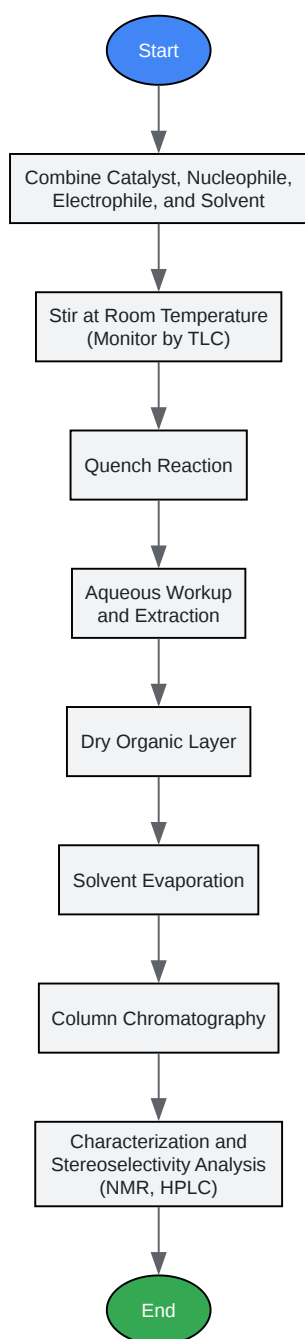 Start
Combine Catalyst, Nucleophile,
Electrophile, and Solvent
Stir at Room Temperature
(Monitor by TLC)
Quench Reaction
Aqueous Workup
and Extraction
Dry Organic Layer
Solvent Evaporation
Column Chromatography
Characterization and
Stereoselectivity Analysis
(NMR, HPLC)
End